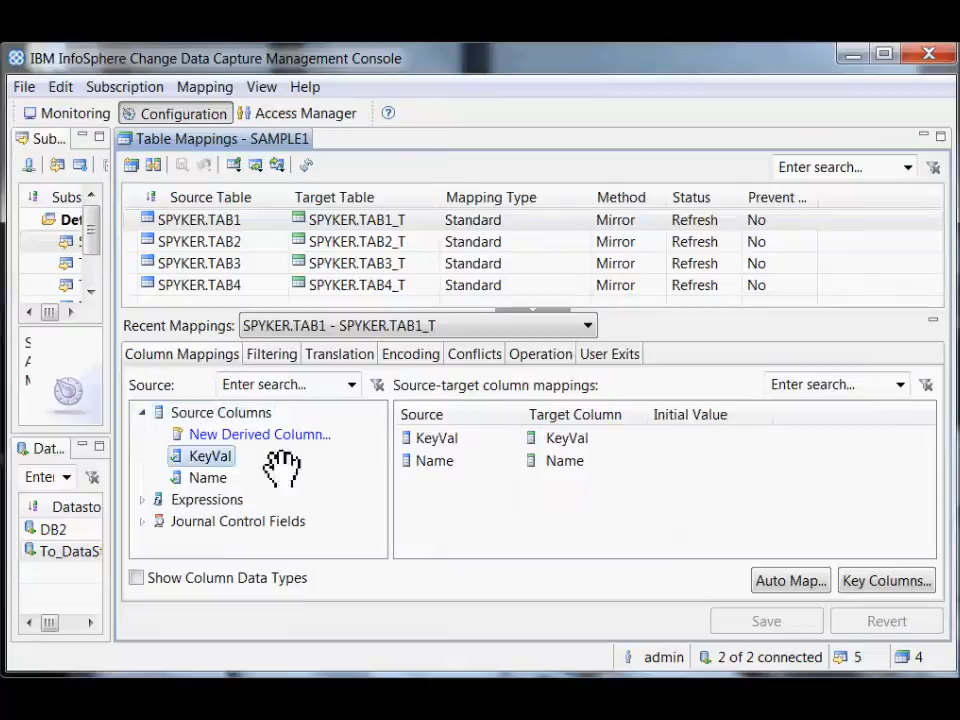 IBM InfoSphere Change Data Capture Management Console
File Edit Subscription Mapping View Help
Monitoring Configuration Access Manager
Sub... Table Mappings - SAMPLE1
Enter search...
Subs Source Table Target Table Mapping Type Method Status Prevent ...
SPYKER.TAB1 SPYKER.TAB1_T Standard Mirror Refresh No
SPYKER.TAB2 SPYKER.TAB2_T Standard Mirror Refresh No
SPYKER.TAB3 SPYKER.TAB3_T Standard Mirror Refresh No
SPYKER.TAB4 SPYKER.TAB4_T Standard Mirror Refresh No
Recent Mappings: SPYKER.TAB1 - SPYKER.TAB1_T
Column Mappings Filtering Translation Encoding Conflicts Operation User Exits
Source: Enter search... Source-target column mappings: Enter search...
Source Columns Source Target Column Initial Value
New Derived Column...
KeyVal KeyVal KeyVal
Name Name Name
Expressions
Journal Control Fields
Dat...
Enter
Datasto
DB2
To_DataS
Show Column Data Types Auto Map... Key Columns...
Save Revert
admin 2 of 2 connected 5 4